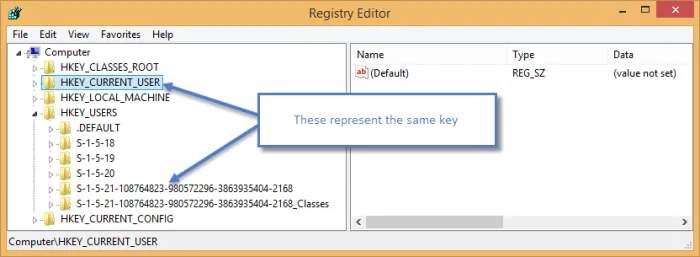 Registry Editor
File Edit View Favorites Help
Computer
HKEY_CLASSES_ROOT
HKEY_CURRENT_USER
HKEY_LOCAL_MACHINE
HKEY_USERS
.DEFAULT
S-1-5-18
S-1-5-19
S-1-5-20
S-1-5-21-108764823-980572296-3863935404-2168
S-1-5-21-108764823-980572296-3863935404-2168_Classes
HKEY_CURRENT_CONFIG
Name Type Data
ab (Default) REG_SZ (value not set)
These represent the same key
Computer\HKEY_CURRENT_USER